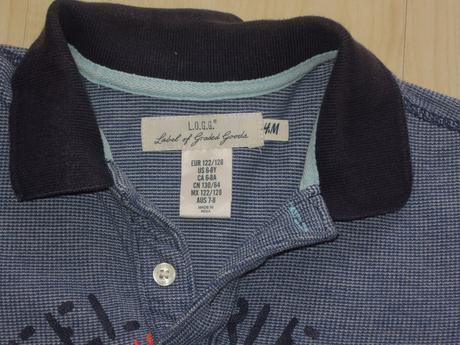 L.O.G.G.®
Label of Graded Goods
H&M
EUR 122/128
US 6-8Y
CA 6-8A
CN 130/64
MX 122/128
AUS 7-8
MADE IN
INDIA